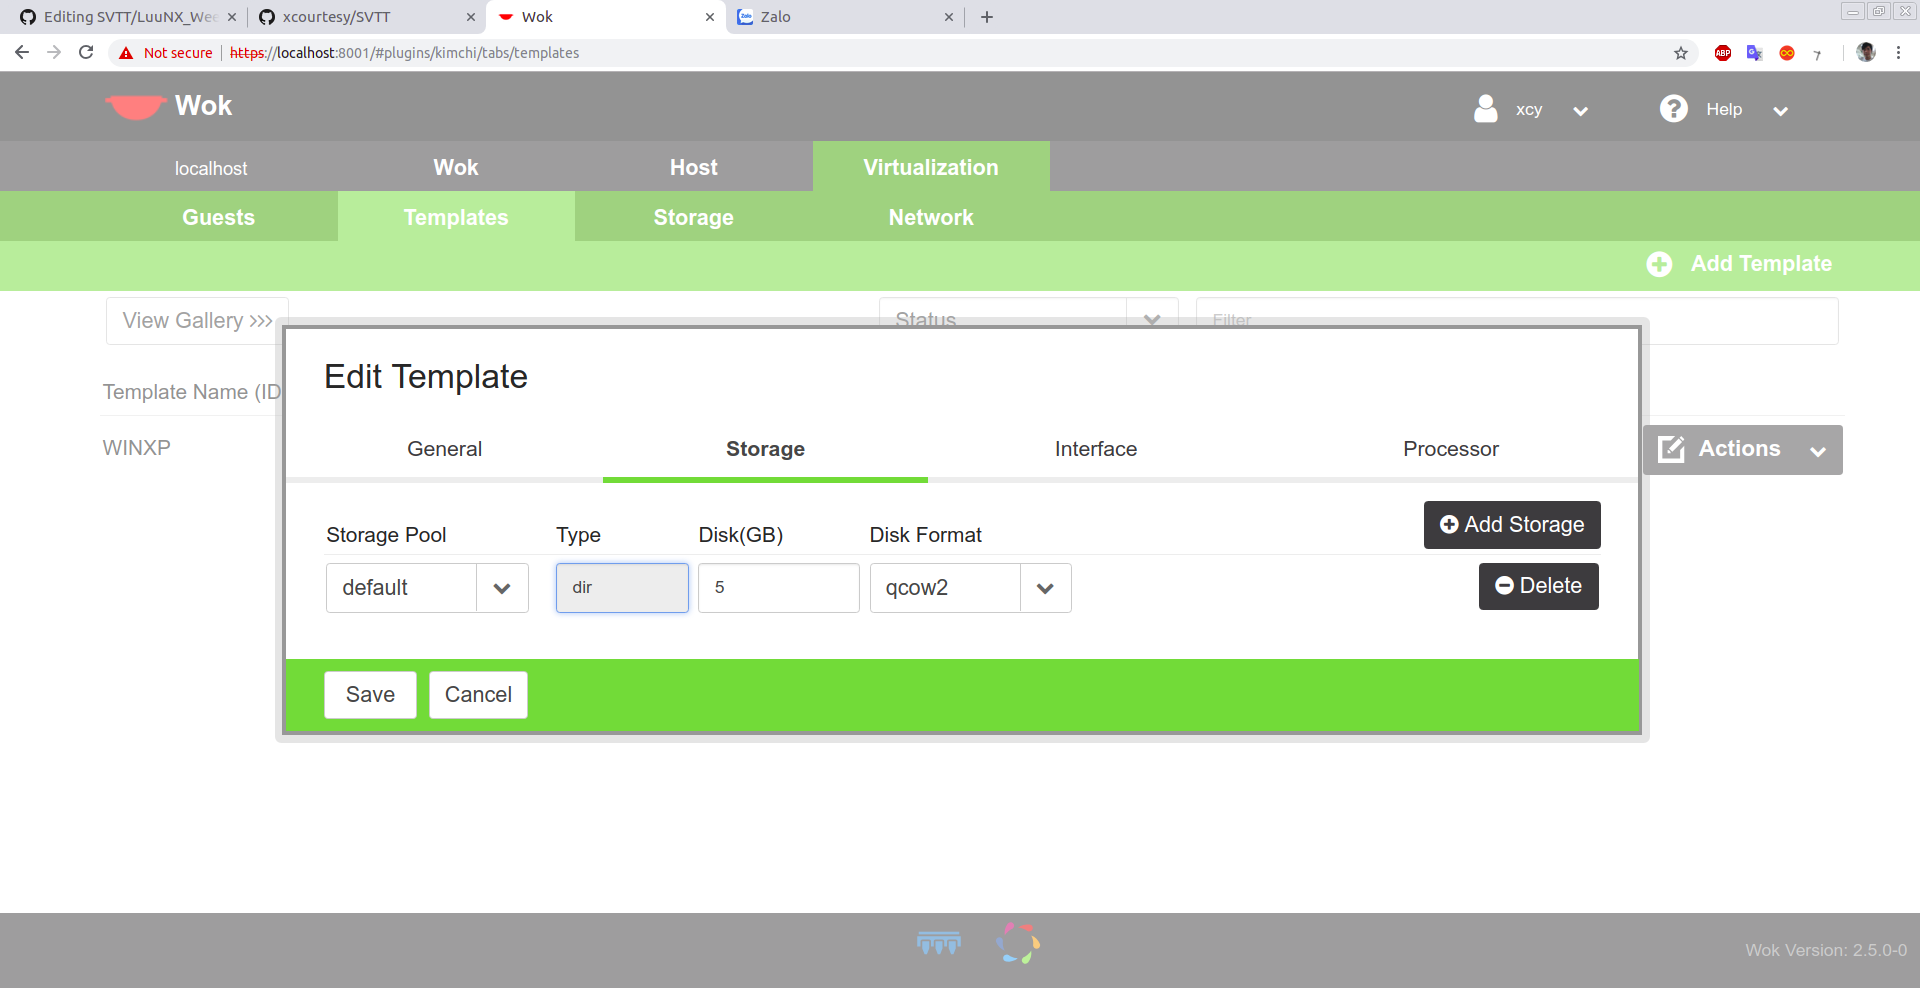 Editing SVTT/LuuNX_Wee
xcourtesy/SVTT
Wok
Zalo
Not secure
https://localhost:8001/#plugins/kimchi/tabs/templates
ABP
Wok
xcy
Help
localhost
Wok
Host
Virtualization
Guests
Templates
Storage
Network
Add Template
View Gallery >>>
Status
Filter
Template Name (ID
Edit Template
General
Storage
Interface
Processor
WINXP
Actions
Storage Pool
Type
Disk(GB)
Disk Format
Add Storage
default
dir
5
qcow2
Delete
Save
Cancel
Wok Version: 2.5.0-0